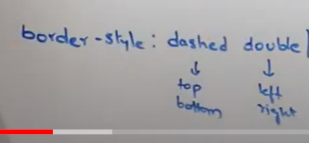 border-style: dashed double
↓ ↓
top left
bottom right